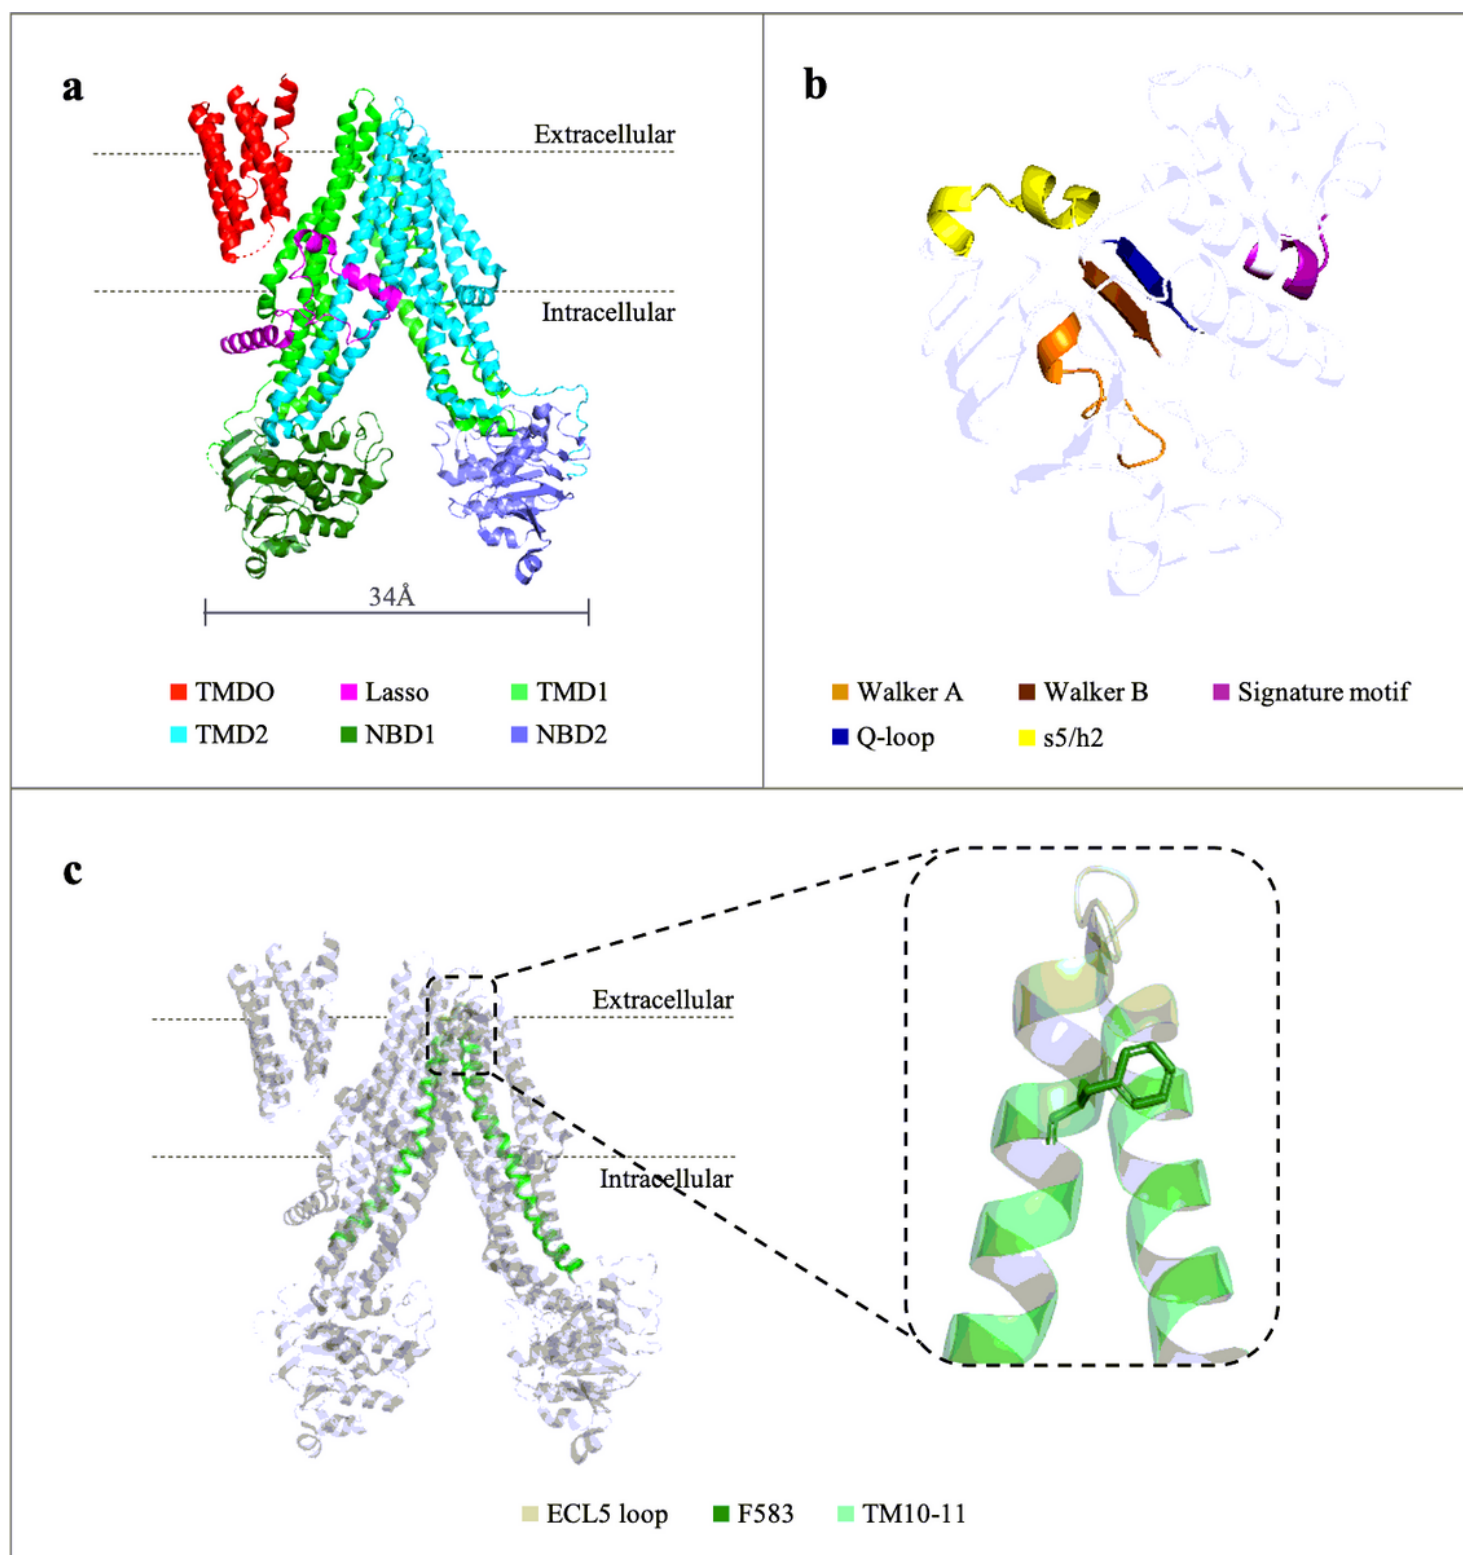 a
Extracellular
Intracellular
34Å
TMDO
Lasso
TMD1
TMD2
NBD1
NBD2
b
Walker A
Walker B
Signature motif
Q-loop
s5/h2
c
Extracellular
Intracellular
ECL5 loop
F583
TM10-11